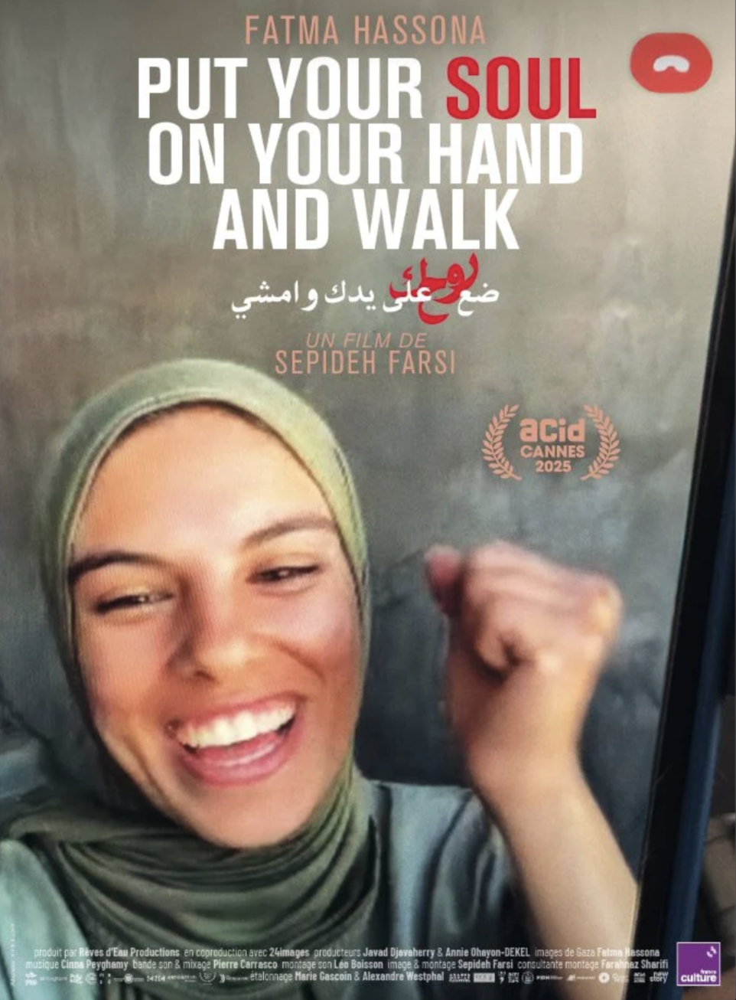 FATMA HASSONA
PUT YOUR SOUL
ON YOUR HAND
AND WALK
ضع روحك على يدك وامشي
UN FILM DE
SEPIDEH FARSI
acid
CANNES
2025
produit par Rêves d'Eau Productions en coproduction avec 24images producteurs Javad Djavaherry & Annie Ohayon-DEKEL images de Gaza Fatma Hassona
musique Cinna Peyghamy bande son & mixage Pierre Carrasco montage son Léo Boisson image & montage Sepideh Farsi consultante montage Farahnaz Sharifi
étalonnage Marie Gascoin & Alexandre Westphal
new story
france
culture